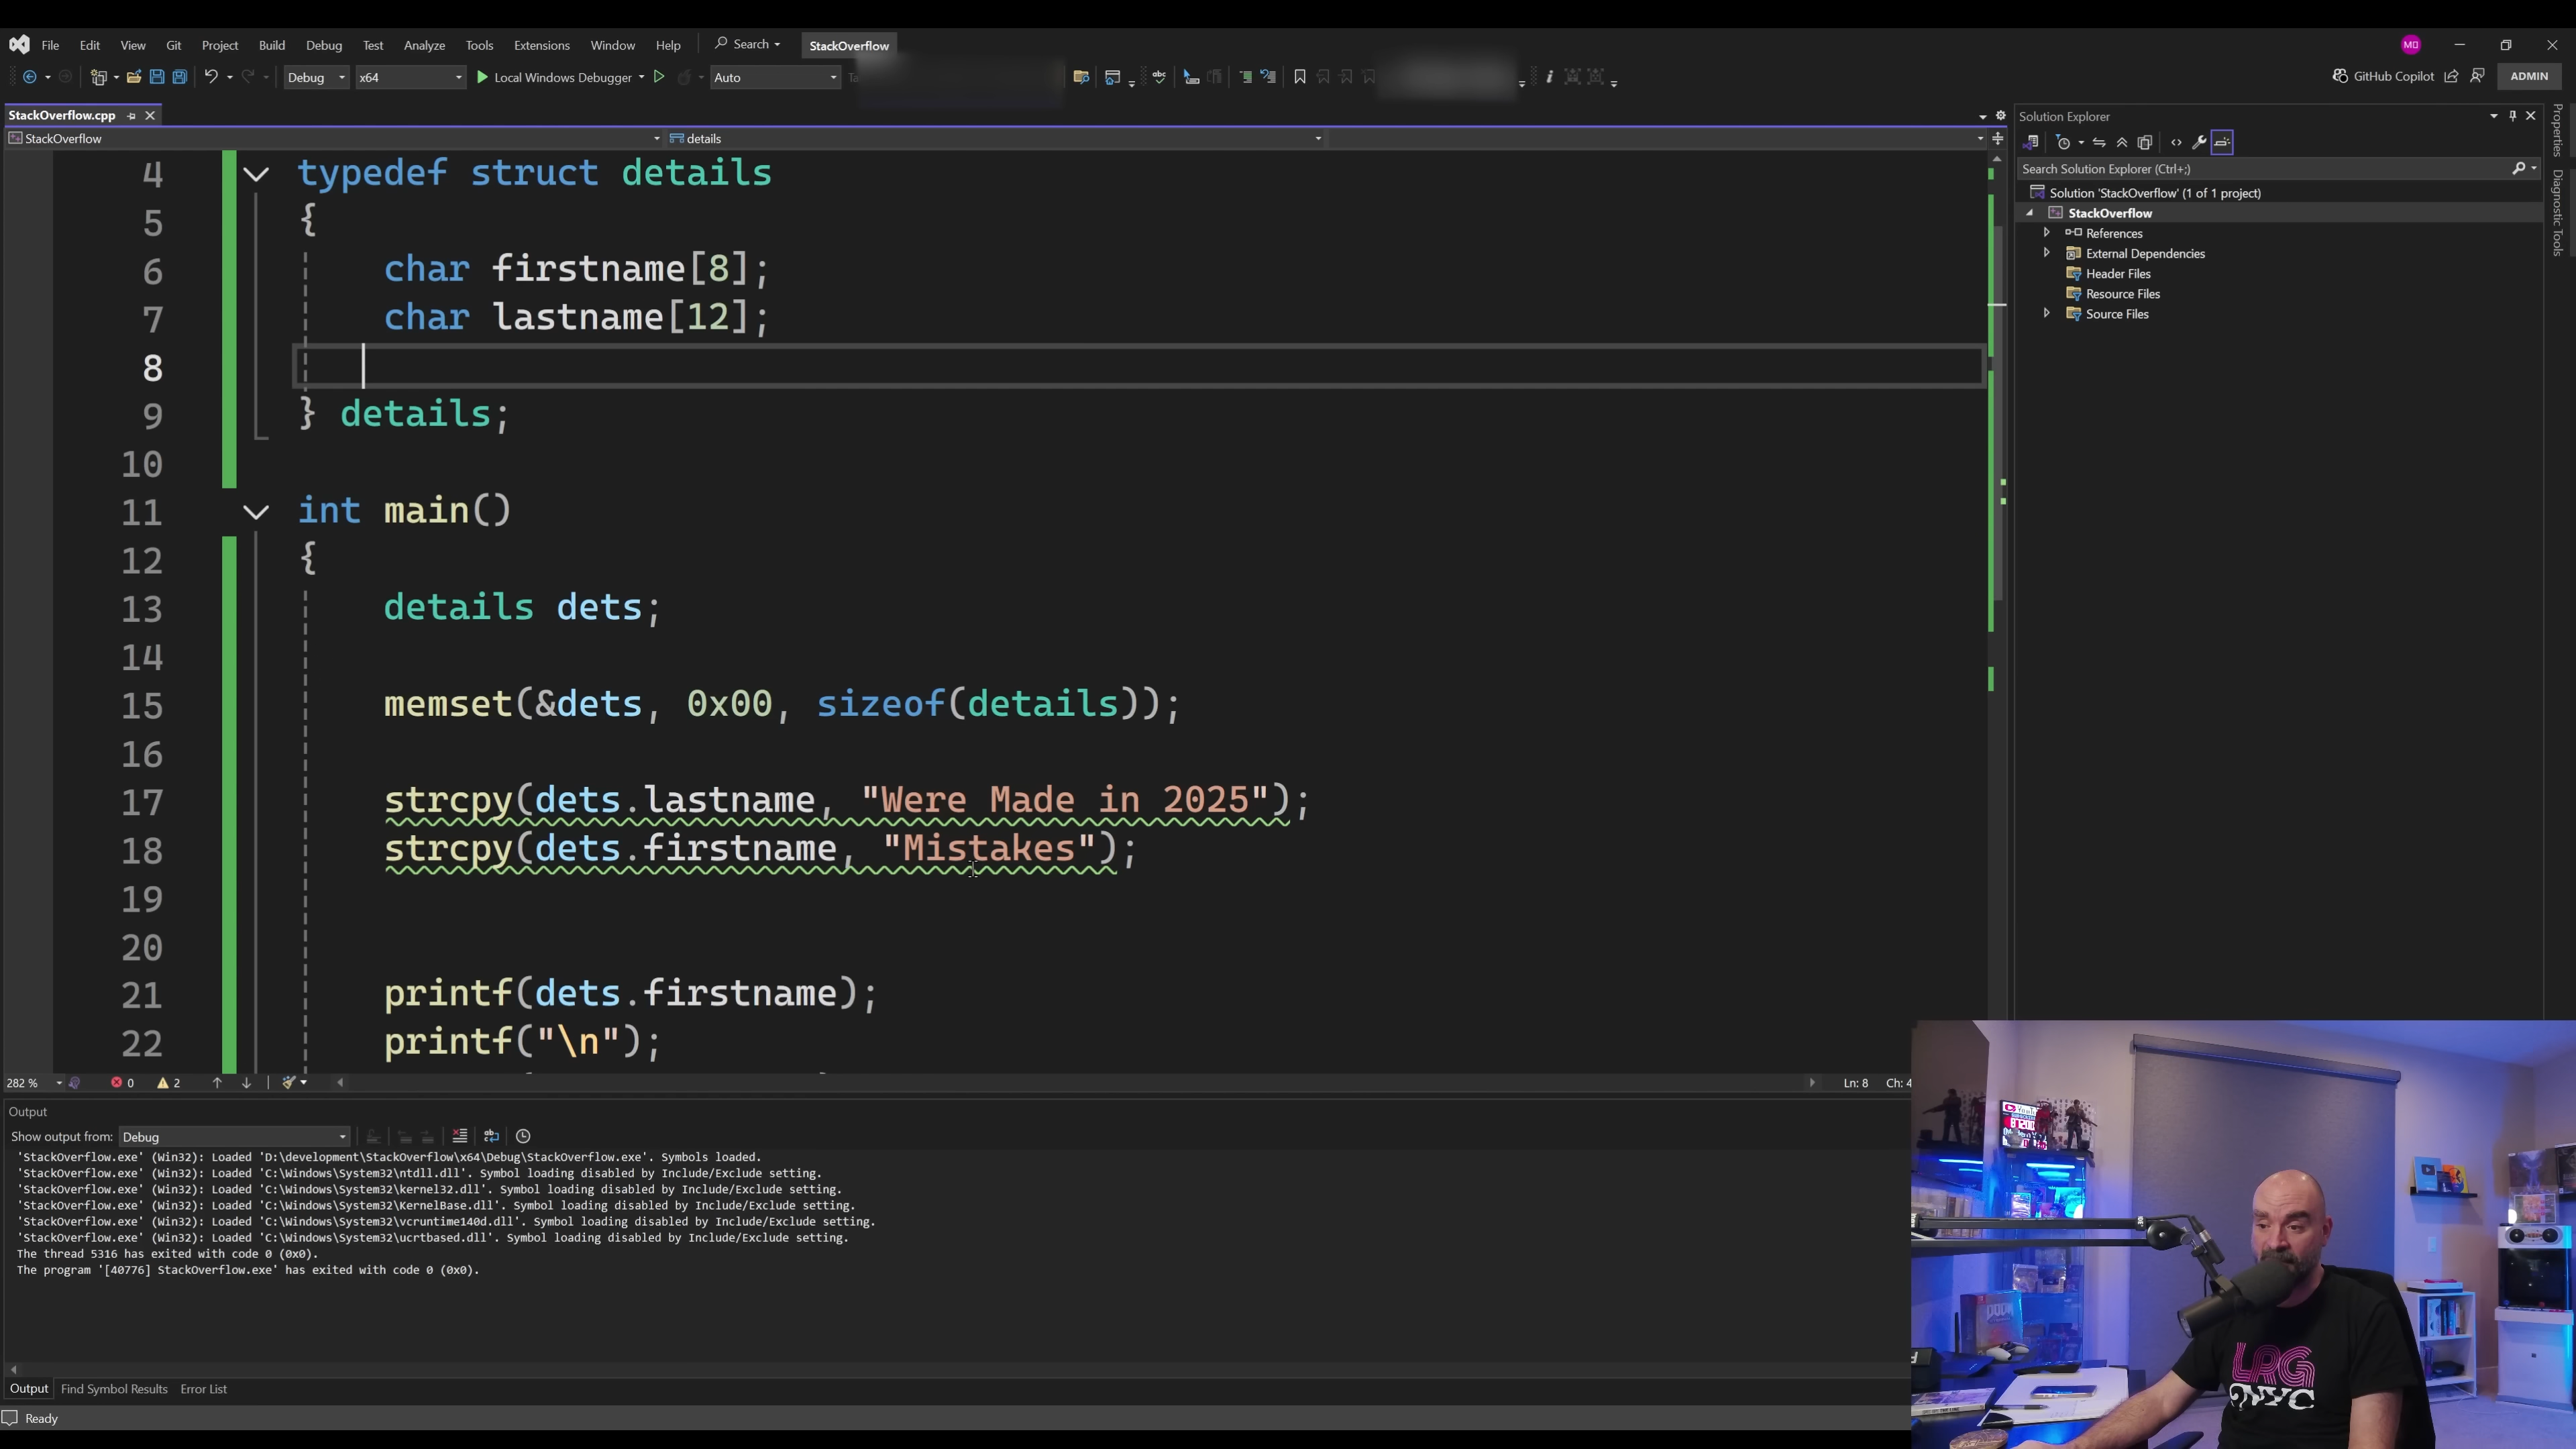 File Edit View Git Project Build Debug Test Analyze Tools Extensions Window Help Search StackOverflow MO
Debug x64 Local Windows Debugger Auto GitHub Copilot ADMIN
StackOverflow.cpp
StackOverflow details
4 typedef struct details
5 {
6 char firstname[8];
7 char lastname[12];
8
9 } details;
10
11 int main()
12 {
13 details dets;
14
15 memset(&dets, 0x00, sizeof(details));
16
17 strcpy(dets.lastname, "Were Made in 2025");
18 strcpy(dets.firstname, "Mistakes");
19
20
21 printf(dets.firstname);
22 printf("\n");
282 % 0 2 Ln: 8 Ch: 4
Output
Show output from: Debug
'StackOverflow.exe' (Win32): Loaded 'D:\development\StackOverflow\x64\Debug\StackOverflow.exe'. Symbols loaded.
'StackOverflow.exe' (Win32): Loaded 'C:\Windows\System32\ntdll.dll'. Symbol loading disabled by Include/Exclude setting.
'StackOverflow.exe' (Win32): Loaded 'C:\Windows\System32\kernel32.dll'. Symbol loading disabled by Include/Exclude setting.
'StackOverflow.exe' (Win32): Loaded 'C:\Windows\System32\KernelBase.dll'. Symbol loading disabled by Include/Exclude setting.
'StackOverflow.exe' (Win32): Loaded 'C:\Windows\System32\vcruntime140d.dll'. Symbol loading disabled by Include/Exclude setting.
'StackOverflow.exe' (Win32): Loaded 'C:\Windows\System32\ucrtbased.dll'. Symbol loading disabled by Include/Exclude setting.
The thread 5316 has exited with code 0 (0x0).
The program '[40776] StackOverflow.exe' has exited with code 0 (0x0).
Output Find Symbol Results Error List
Ready
Solution Explorer
Search Solution Explorer (Ctrl+;)
Solution 'StackOverflow' (1 of 1 project)
StackOverflow
References
External Dependencies
Header Files
Resource Files
Source Files
Properties
Diagnostic Tools
DOOM
LRG
NYC